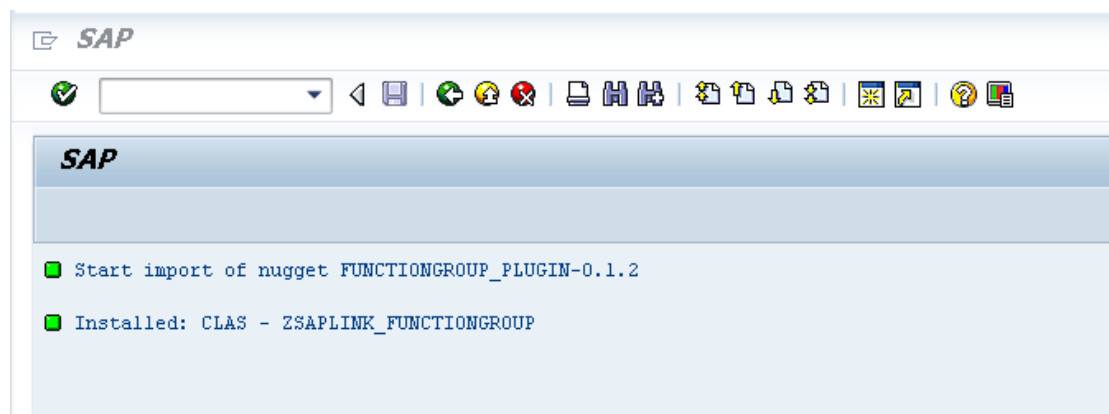 SAP
SAP
Start import of nugget FUNCTIONGROUP_PLUGIN-0.1.2
Installed: CLAS - ZSAPLINK_FUNCTIONGROUP